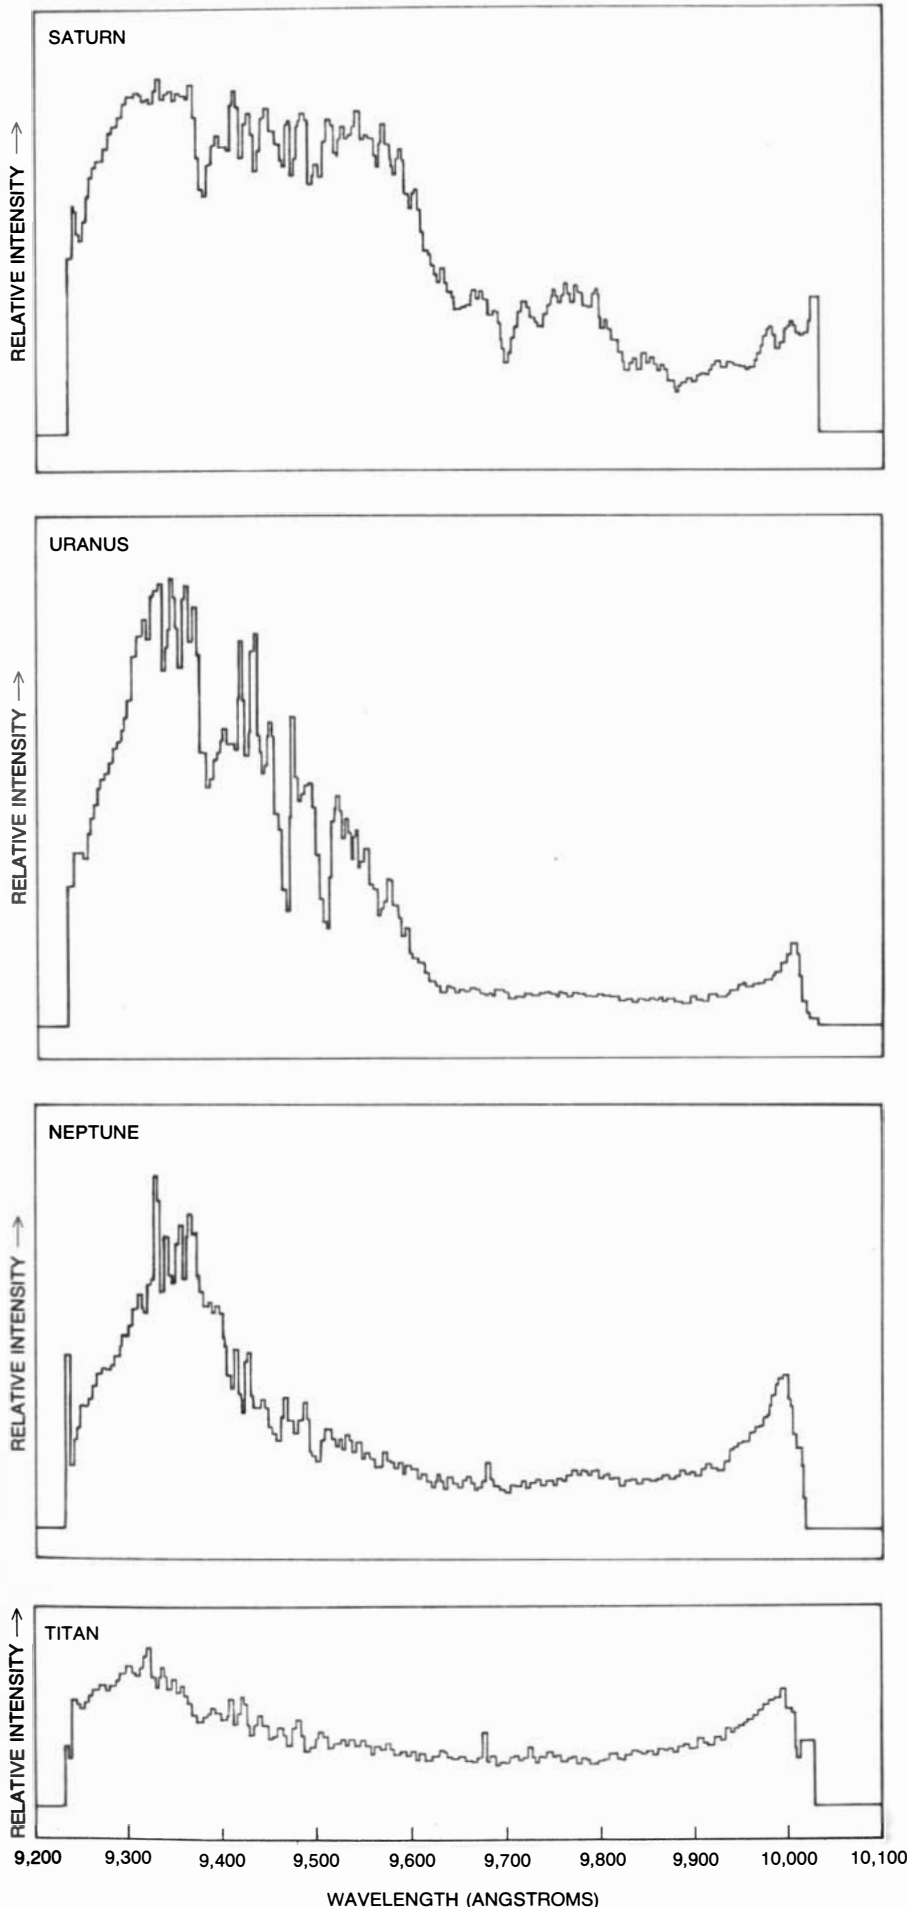 SATURN
RELATIVE INTENSITY →
URANUS
RELATIVE INTENSITY →
NEPTUNE
RELATIVE INTENSITY →
TITAN
RELATIVE INTENSITY →
9,200 9,300 9,400 9,500 9,600 9,700 9,800 9,900 10,000 10,100
WAVELENGTH (ANGSTROMS)